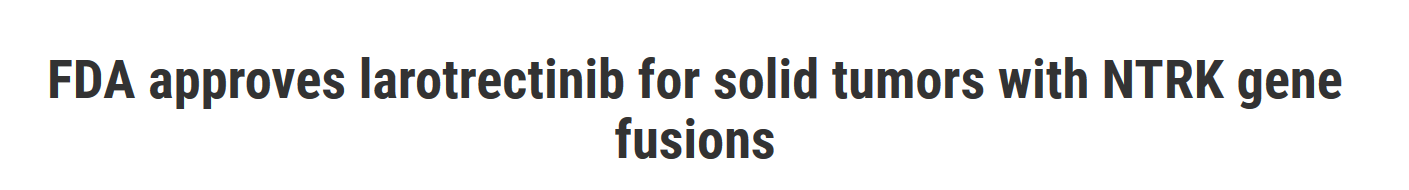 FDA approves larotrectinib for solid tumors with NTRK gene
fusions